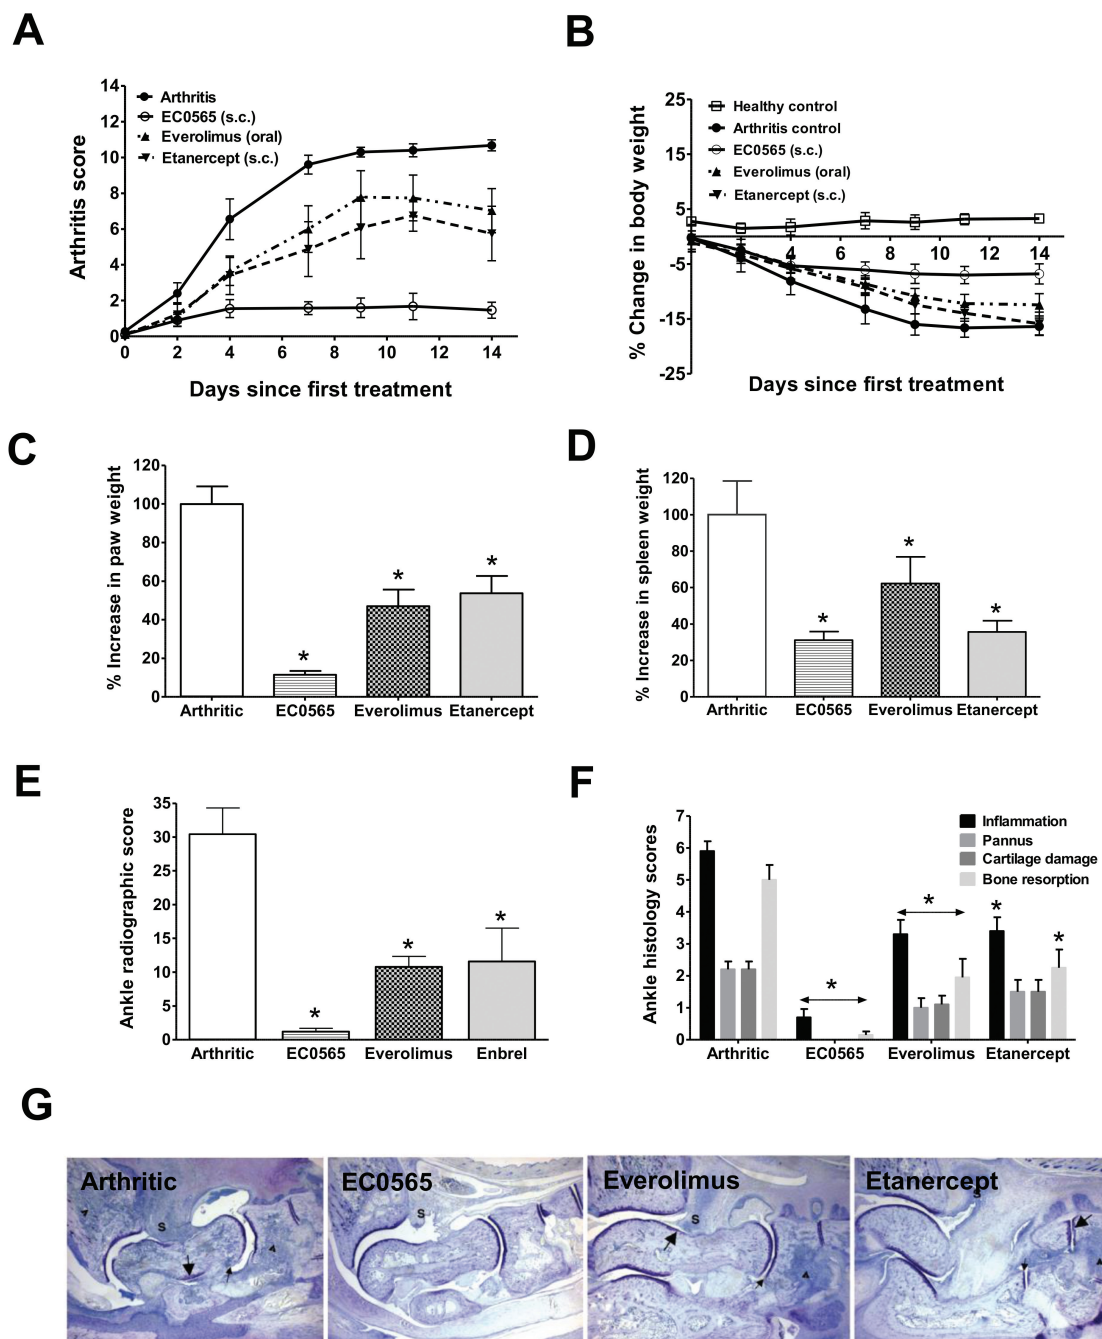 A
B
14
12
10
8
6
4
2
0
Arthritis score
Arthritis
EC0565 (s.c.)
Everolimus (oral)
Etanercept (s.c.)
0 2 4 6 8 10 12 14
Days since first treatment
25
15
5
-5
-15
-25
% Change in body weight
Healthy control
Arthritis control
EC0565 (s.c.)
Everolimus (oral)
Etanercept (s.c.)
2 4 6 8 10 12 14
Days since first treatment
C
D
120
100
80
60
40
20
0
% Increase in paw weight
* * *
Arthritic EC0565 Everolimus Etanercept
120
100
80
60
40
20
0
% Increase in spleen weight
* * *
Arthritic EC0565 Everolimus Etanercept
E
F
35
30
25
20
15
10
5
0
Ankle radiographic score
* * *
Arthritic EC0565 Everolimus Enbrel
7
6
5
4
3
2
1
0
Ankle histology scores
Inflammation
Pannus
Cartilage damage
Bone resorption
* * * *
Arthritic EC0565 Everolimus Etanercept
G
Arthritic
S
EC0565
S
Everolimus
S
Etanercept
S